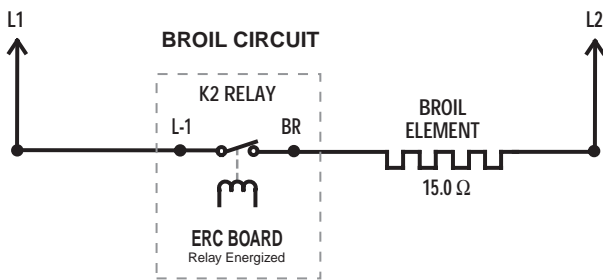 L1
L2
BROIL CIRCUIT
K2 RELAY
L-1
BR
BROIL
ELEMENT
15.0 Ω
ERC BOARD
Relay Energized